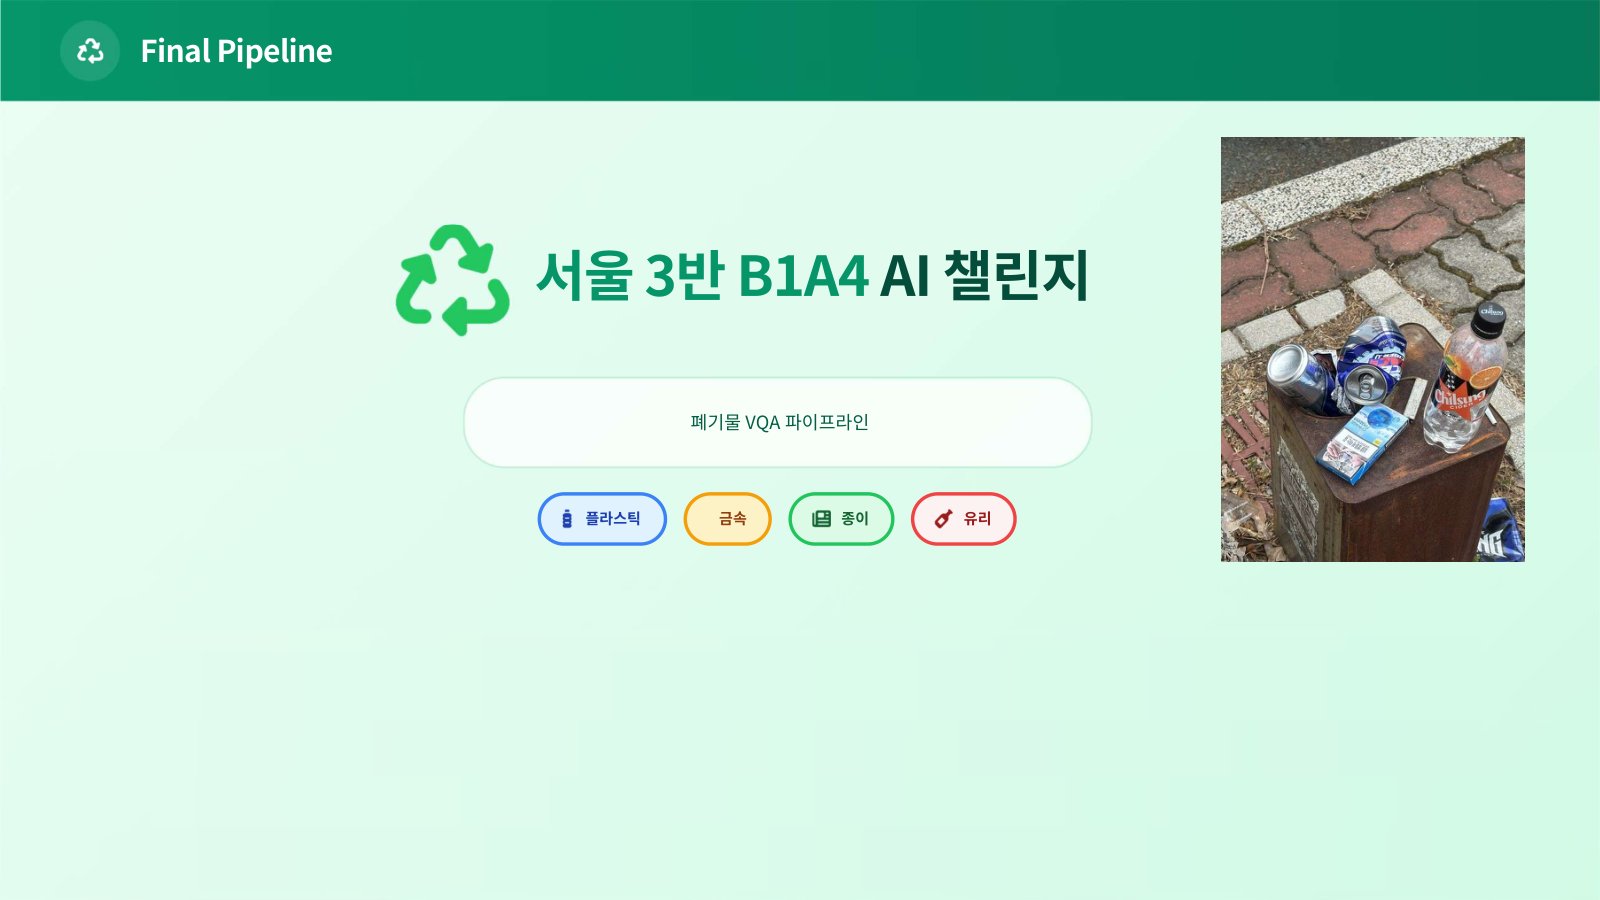 Final Pipeline
서울 3반 B1A4 AI 챌린지
폐기물 VQA 파이프라인
플라스틱
금속
종이
유리
Chilsung
CIDER